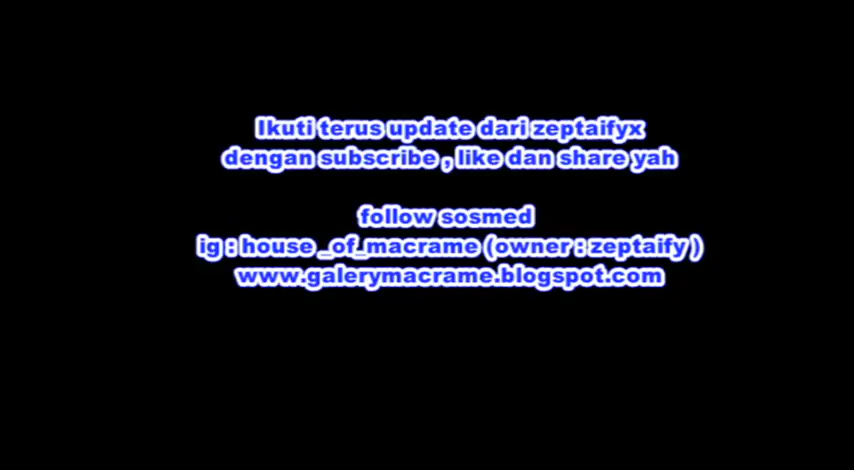 Ikuti terus update dari zeptaifyx
dengan subscribe , like dan share yah
follow sosmed
ig : house _of_macrame (owner : zeptaify )
www.galerymacrame.blogspot.com